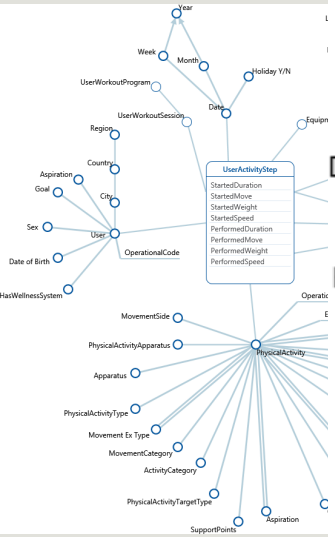 Year
Week
Month
Holiday Y/N
UserWorkoutProgram
Date
UserWorkoutSession
Equipm
Region
Country
Aspiration
Goal
City
Sex
User
OperationalCode
Date of Birth
HasWellnessSystem
UserActivityStep
StartedDuration
StartedMove
StartedWeight
StartedSpeed
PerformedDuration
PerformedMove
PerformedWeight
PerformedSpeed
Operatio
MovementSide
PhysicalActivityApparatus
PhysicalActivity
Apparatus
PhysicalActivityType
Movement Ex Type
MovementCategory
ActivityCategory
PhysicalActivityTargetType
SupportPoints
Aspiration